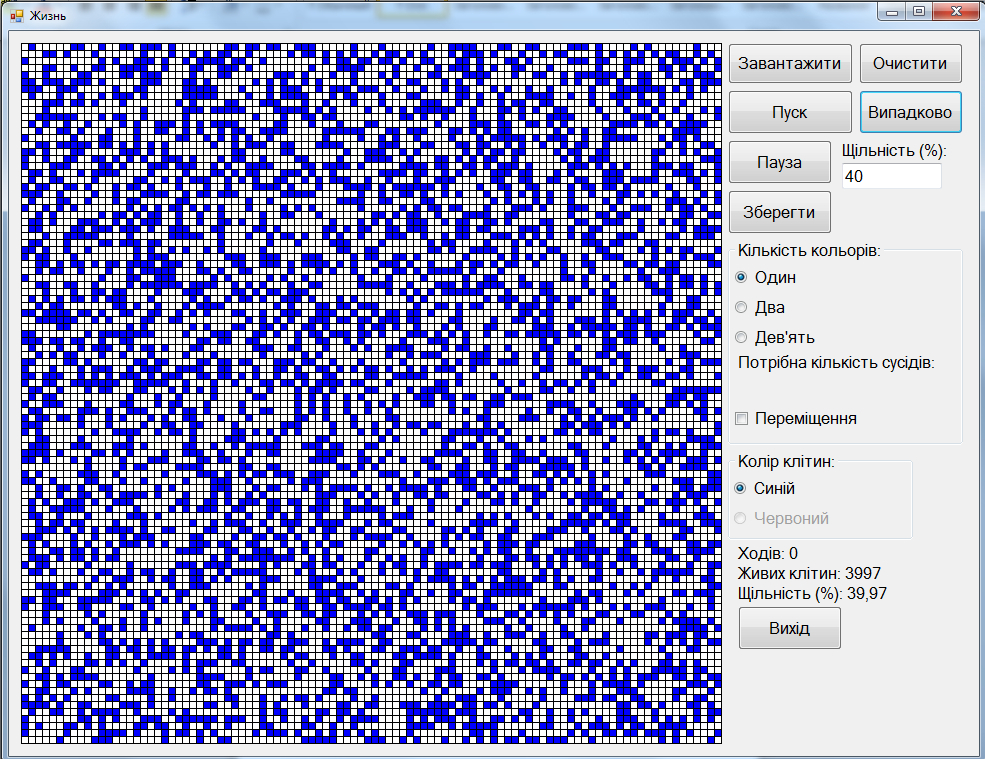 Жизнь
Завантажити
Очистити
Пуск
Випадково
Пауза
Щільність (%):
40
Зберегти
Кількість кольорів:
Один
Два
Дев'ять
Потрібна кількість сусідів:
Переміщення
Колір клітин:
Синій
Червоний
Ходів: 0
Живих клітин: 3997
Щільність (%): 39,97
Вихід